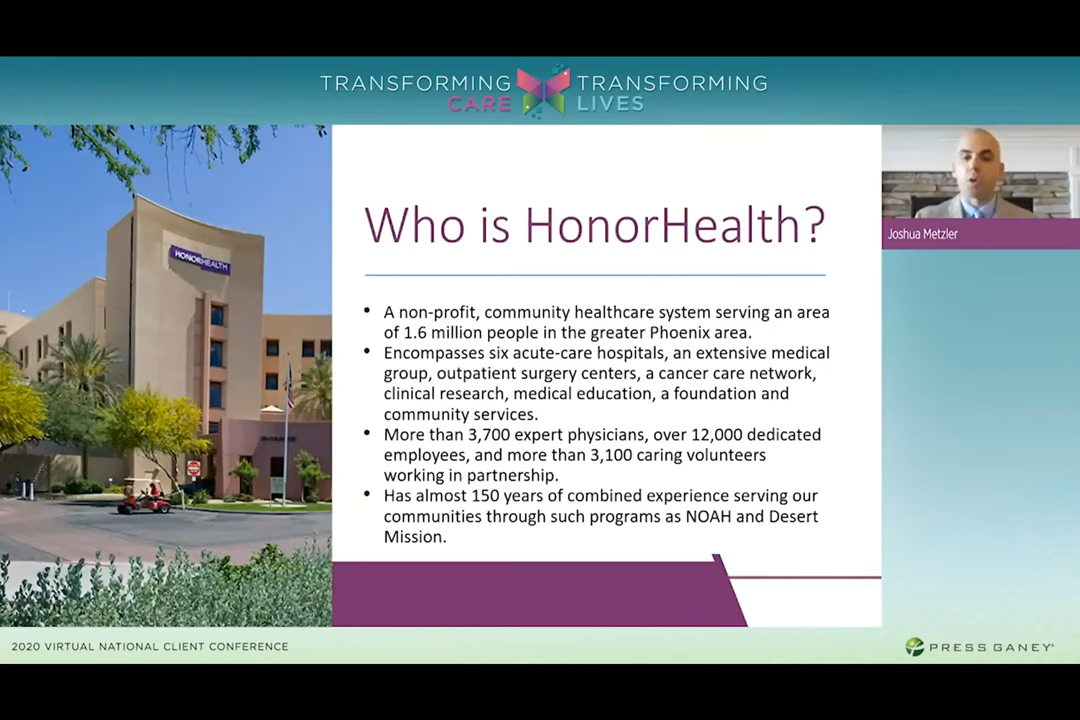 TRANSFORMING TRANSFORMING
CARE LIVES
HONORHEALTH
Who is HonorHealth?
• A non-profit, community healthcare system serving an area
of 1.6 million people in the greater Phoenix area.
• Encompasses six acute-care hospitals, an extensive medical
group, outpatient surgery centers, a cancer care network,
clinical research, medical education, a foundation and
community services.
• More than 3,700 expert physicians, over 12,000 dedicated
employees, and more than 3,100 caring volunteers
working in partnership.
• Has almost 150 years of combined experience serving our
communities through such programs as NOAH and Desert
Mission.
Joshua Metzler
2020 VIRTUAL NATIONAL CLIENT CONFERENCE
PRESS GANEY